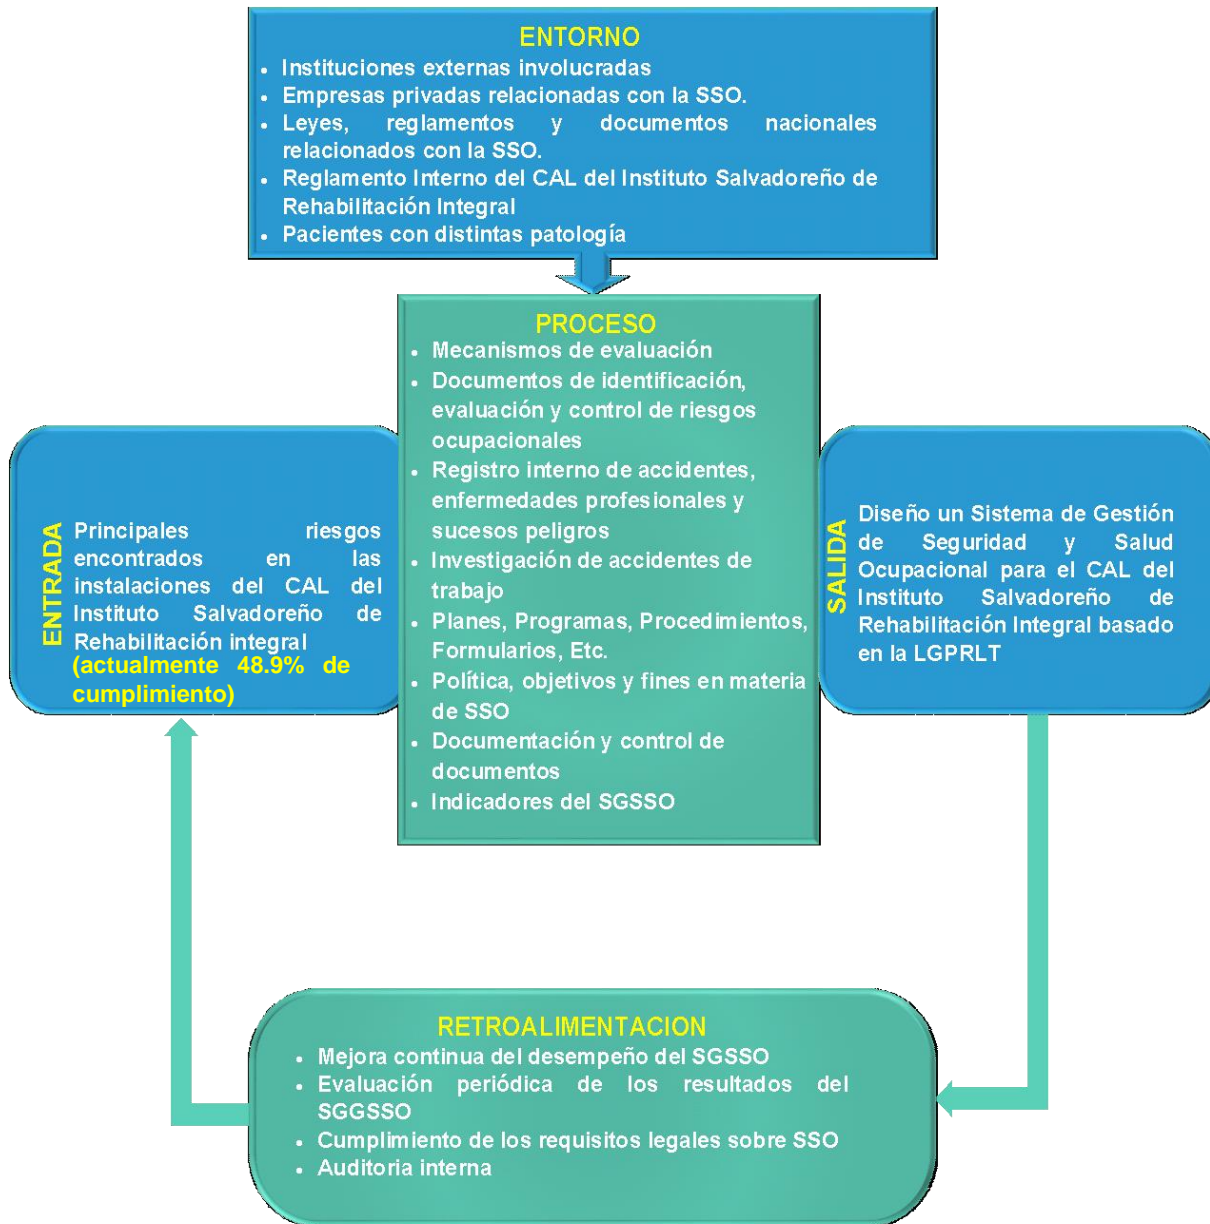 ENTORNO
• Instituciones externas involucradas
• Empresas privadas relacionadas con la SSO.
• Leyes, reglamentos y documentos nacionales
relacionados con la SSO.
• Reglamento Interno del CAL del Instituto Salvadoreño de
Rehabilitación Integral
• Pacientes con distintas patología
PROCESO
• Mecanismos de evaluación
• Documentos de identificación,
evaluación y control de riesgos
ocupacionales
• Registro interno de accidentes,
enfermedades profesionales y
sucesos peligros
• Investigación de accidentes de
trabajo
• Planes, Programas, Procedimientos,
Formularios, Etc.
• Política, objetivos y fines en materia
de SSO
• Documentación y control de
documentos
• Indicadores del SGSSO
ENTRADA
Principales riesgos
encontrados en las
instalaciones del CAL del
Instituto Salvadoreño de
Rehabilitación integral
(actualmente 48.9% de
cumplimiento)
SALIDA
Diseño un Sistema de Gestión
de Seguridad y Salud
Ocupacional para el CAL del
Instituto Salvadoreño de
Rehabilitación Integral basado
en la LGPRLT
RETROALIMENTACION
• Mejora continua del desempeño del SGSSO
• Evaluación periódica de los resultados del
SGGSSO
• Cumplimiento de los requisitos legales sobre SSO
• Auditoria interna